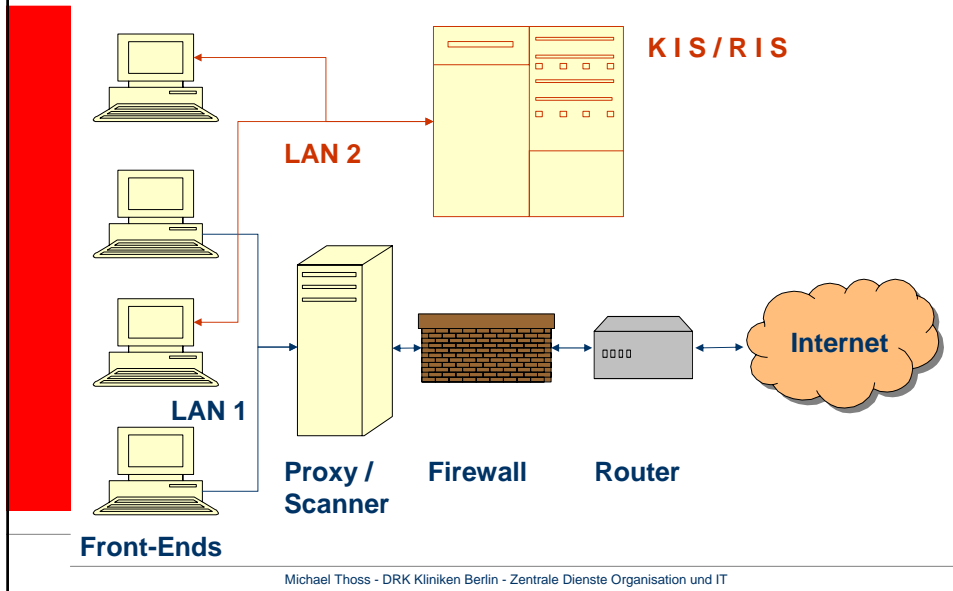 K I S / R I S
LAN 2
Internet
LAN 1
Proxy /
Scanner
Firewall
Router
Front-Ends
Michael Thoss - DRK Kliniken Berlin - Zentrale Dienste Organisation und IT